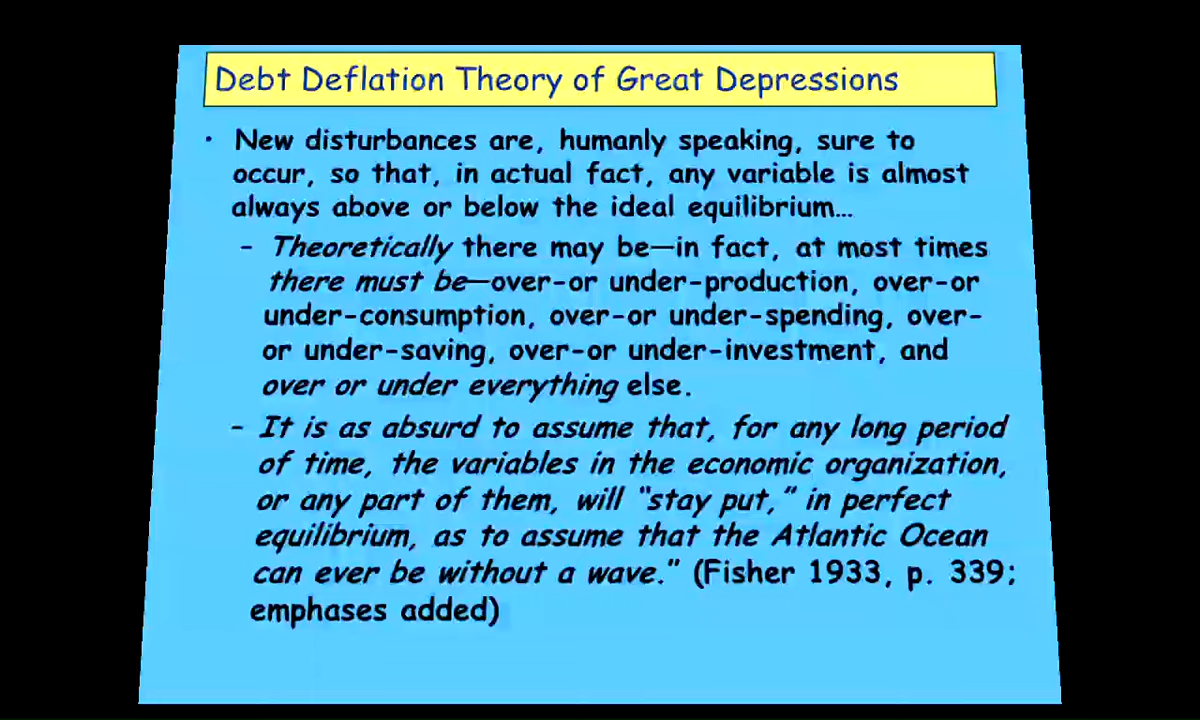 Debt Deflation Theory of Great Depressions
• New disturbances are, humanly speaking, sure to
occur, so that, in actual fact, any variable is almost
always above or below the ideal equilibrium…
– Theoretically there may be—in fact, at most times
there must be—over-or under-production, over-or
under-consumption, over-or under-spending, over-
or under-saving, over-or under-investment, and
over or under everything else.
– It is as absurd to assume that, for any long period
of time, the variables in the economic organization,
or any part of them, will “stay put,” in perfect
equilibrium, as to assume that the Atlantic Ocean
can ever be without a wave.” (Fisher 1933, p. 339;
emphases added)